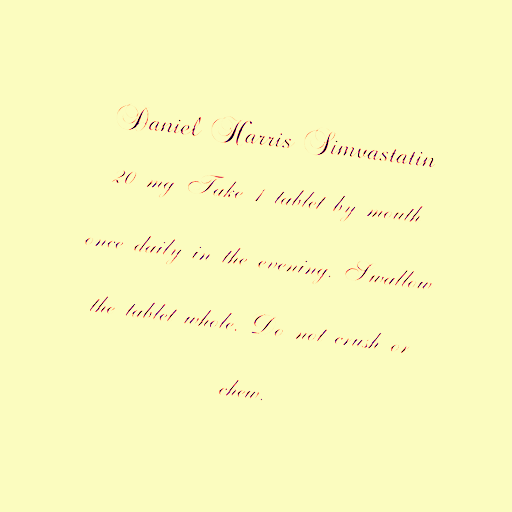 Daniel Harris Simvastatin
20 mg Take 1 tablet by mouth
once daily in the evening. Swallow
the tablet whole. Do not crush or
chew.